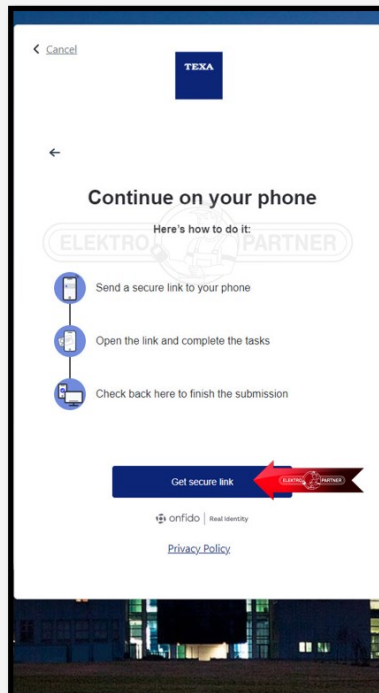 Cancel
TEXA
Continue on your phone
Here's how to do it:
ELEKTRO PARTNER
Send a secure link to your phone
Open the link and complete the tasks
Check back here to finish the submission
Get secure link
ELEKTRO PARTNER
onfido | Real Identity
Privacy Policy